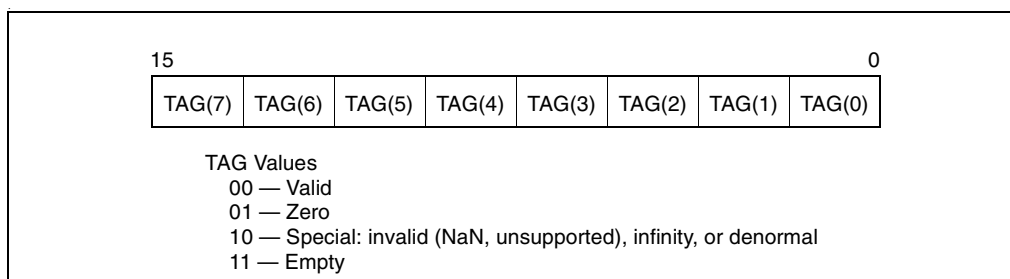 15 0
TAG(7) TAG(6) TAG(5) TAG(4) TAG(3) TAG(2) TAG(1) TAG(0)
TAG Values
00 — Valid
01 — Zero
10 — Special: invalid (NaN, unsupported), infinity, or denormal
11 — Empty